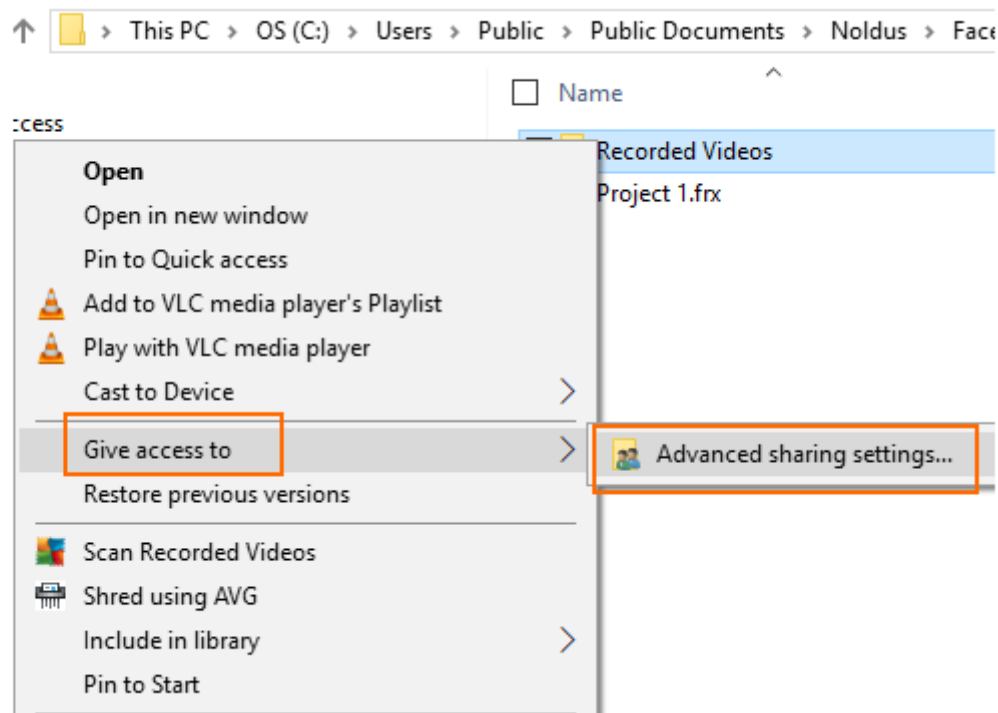 This PC > OS (C:) > Users > Public > Public Documents > Noldus > Face
Name
ccess
Recorded Videos
Project 1.frx
Open
Open in new window
Pin to Quick access
Add to VLC media player's Playlist
Play with VLC media player
Cast to Device
Give access to
Advanced sharing settings...
Restore previous versions
Scan Recorded Videos
Shred using AVG
Include in library
Pin to Start